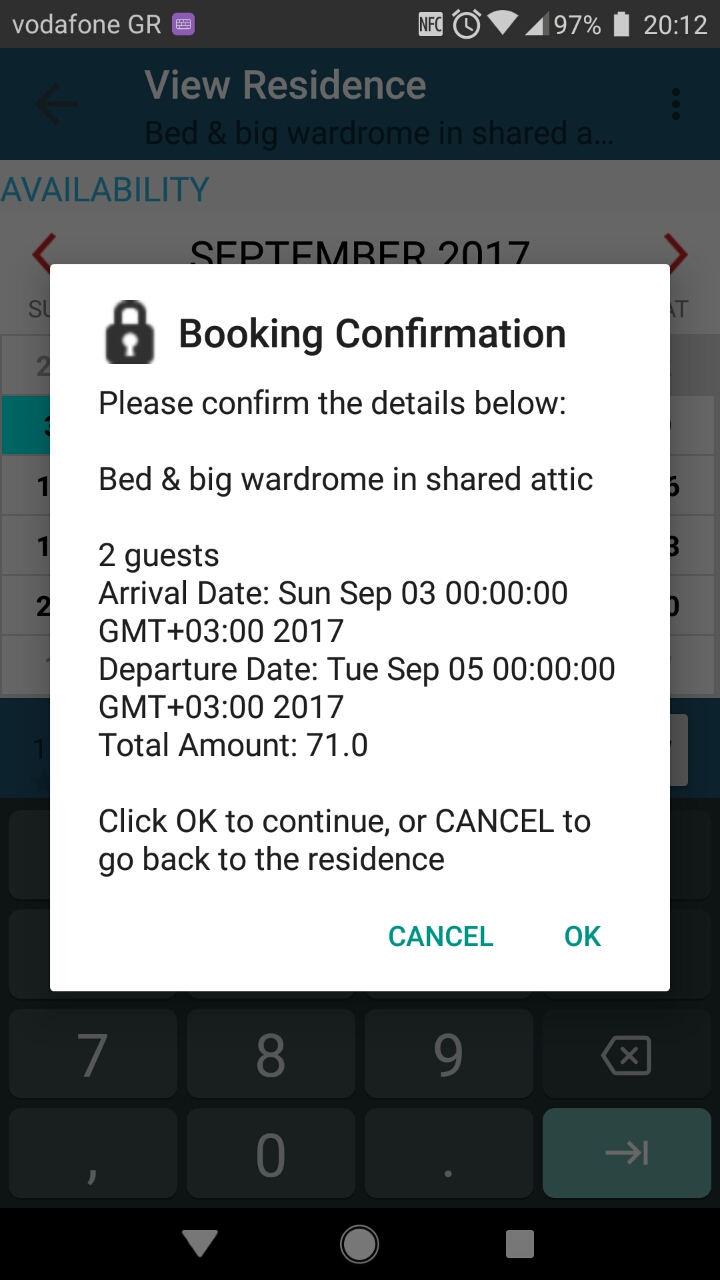 vodafone GR
NFC 97% 20:12
View Residence
Bed & big wardrome in shared a...
AVAILABILITY
SEPTEMBER 2017
Booking Confirmation
Please confirm the details below:
Bed & big wardrome in shared attic
2 guests
Arrival Date: Sun Sep 03 00:00:00
GMT+03:00 2017
Departure Date: Tue Sep 05 00:00:00
GMT+03:00 2017
Total Amount: 71.0
Click OK to continue, or CANCEL to
go back to the residence
CANCEL OK
7 8 9
, 0 .